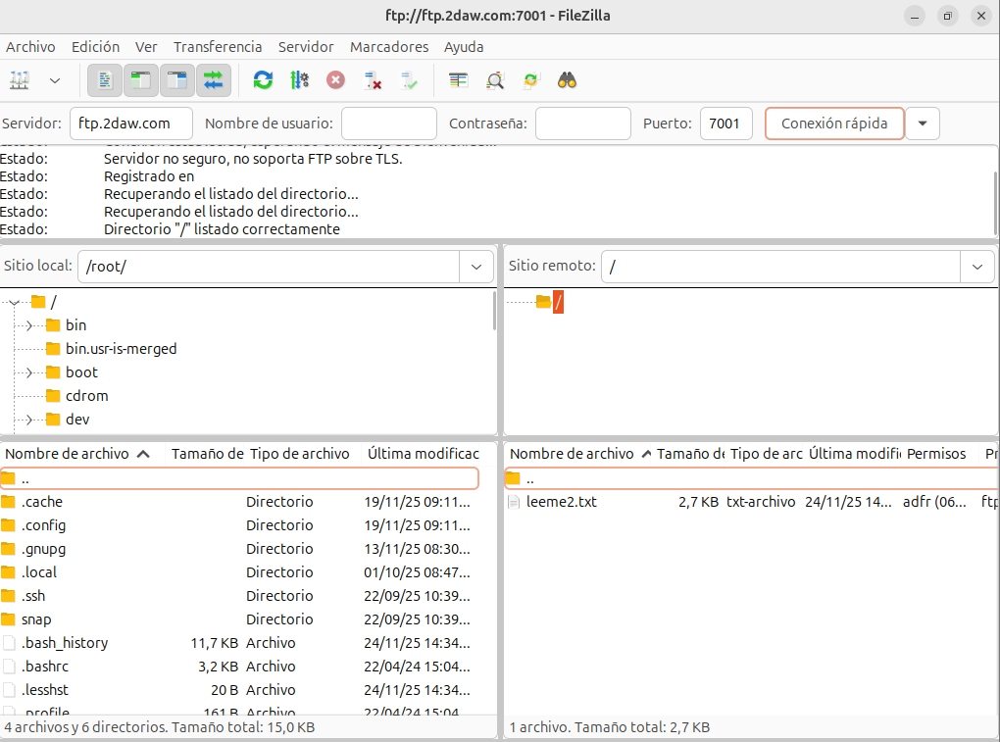 ftp://ftp.2daw.com:7001 - FileZilla
Archivo Edición Ver Transferencia Servidor Marcadores Ayuda
Servidor: ftp.2daw.com Nombre de usuario: Contraseña: Puerto: 7001 Conexión rápida
Estado: Servidor no seguro, no soporta FTP sobre TLS.
Estado: Registrado en
Estado: Recuperando el listado del directorio...
Estado: Recuperando el listado del directorio...
Estado: Directorio "/" listado correctamente
Sitio local: /root/
/
bin
bin.usr-is-merged
boot
cdrom
dev
Nombre de archivo Tamaño de Tipo de archivo Última modificac
..
.cache Directorio 19/11/25 09:11...
.config Directorio 19/11/25 09:11...
.gnupg Directorio 13/11/25 08:30...
.local Directorio 01/10/25 08:47...
.ssh Directorio 22/09/25 10:39...
snap Directorio 22/09/25 10:39...
.bash_history 11,7 KB Archivo 24/11/25 14:34...
.bashrc 3,2 KB Archivo 22/04/24 15:04...
.lesshst 20 B Archivo 24/11/25 14:34...
.profile 161 B Archivo 22/04/24 15:04...
4 archivos y 6 directorios. Tamaño total: 15,0 KB
Sitio remoto: /
/
Nombre de archivo Tamaño de Tipo de arc Última modifi Permisos Pr
..
leeme2.txt 2,7 KB txt-archivo 24/11/25 14... adfr (06... ftp
1 archivo. Tamaño total: 2,7 KB